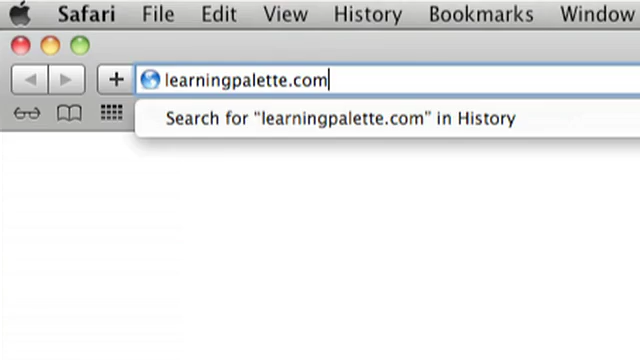 Safari File Edit View History Bookmarks Window
learningpalette.com
Search for “learningpalette.com” in History